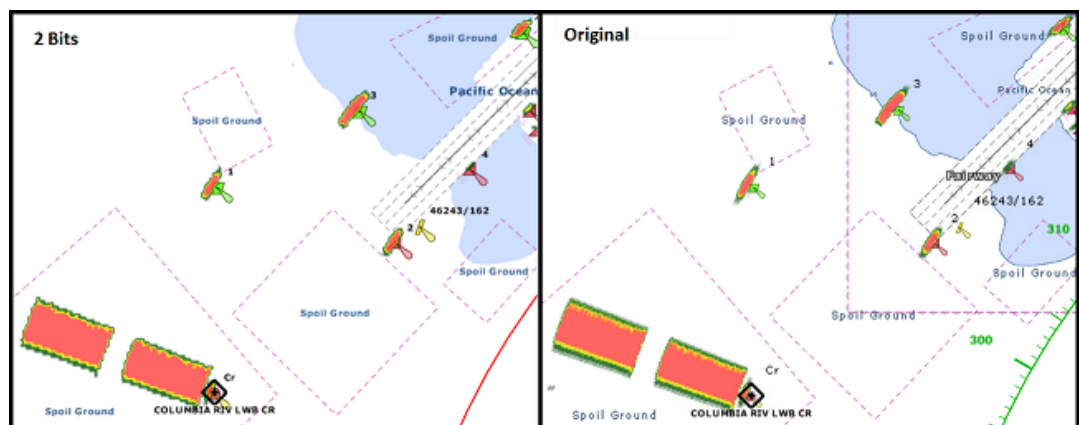 2 Bits
Spoil Ground
Pacific Ocean
3
Spoil Ground
4
1
46243/162
2
Spoil Ground
Spoil Ground
Cr
COLUMBIA RIV LWB CR
Spoil Ground
Original
Spoil Ground
Pacific Ocean
3
Spoil Ground
4
1
Fairway
46243/162
2
310
Spoil Ground
Spoil Ground
300
Cr
COLUMBIA RIV LWB CR
Spoil Ground